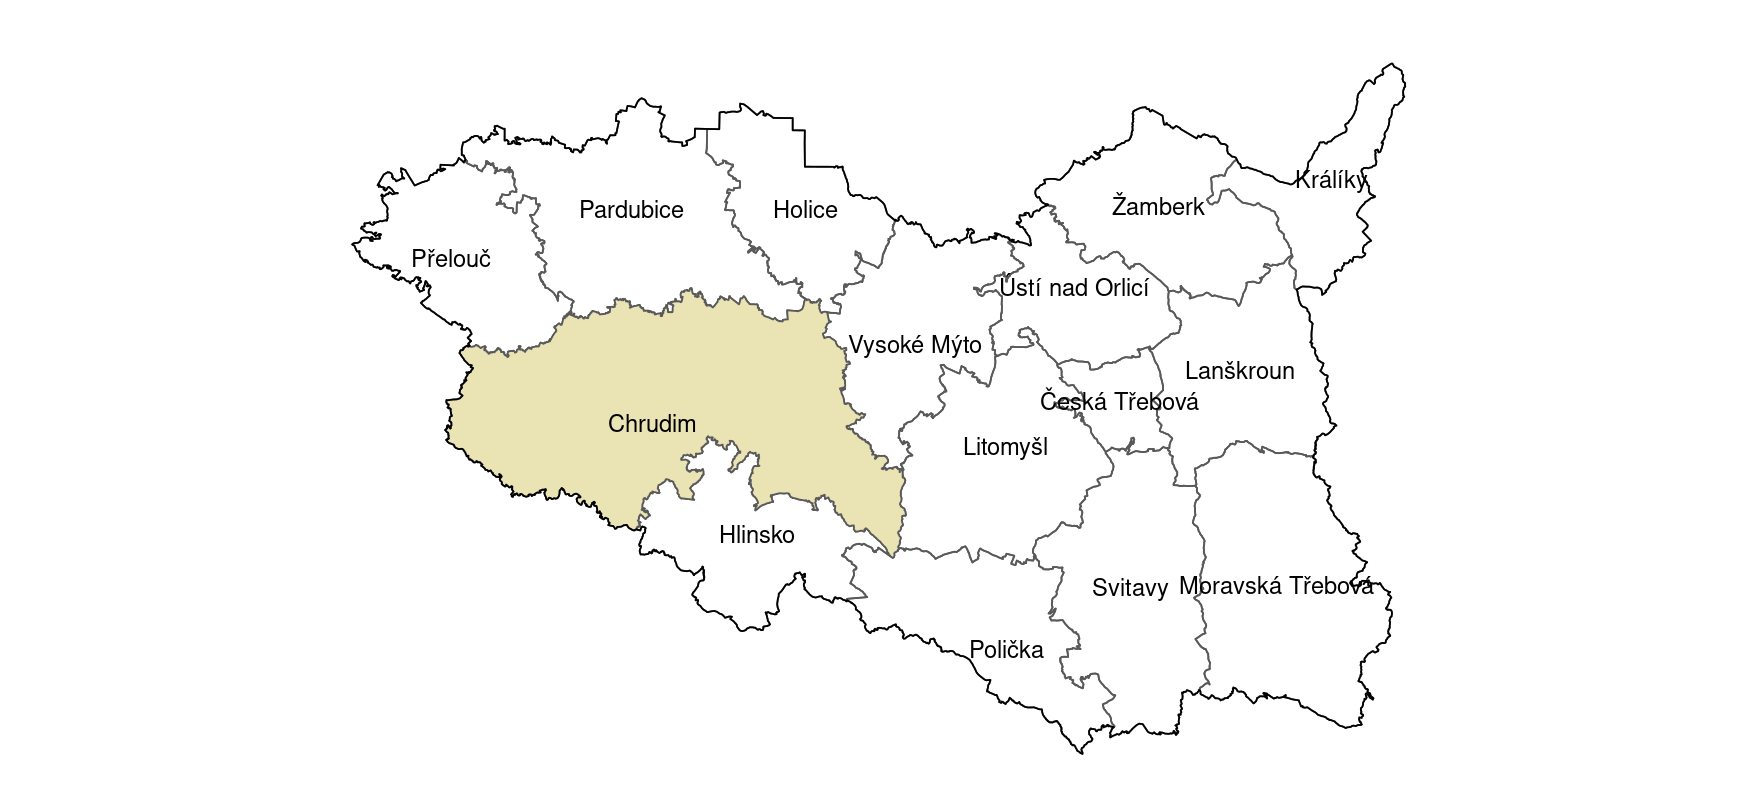 Králíky
Žamberk
Pardubice
Holice
Přelouč
Ústí nad Orlicí
Vysoké Mýto
Lanškroun
Česká Třebová
Chrudim
Litomyšl
Hlinsko
Svitavy
Moravská Třebová
Polička